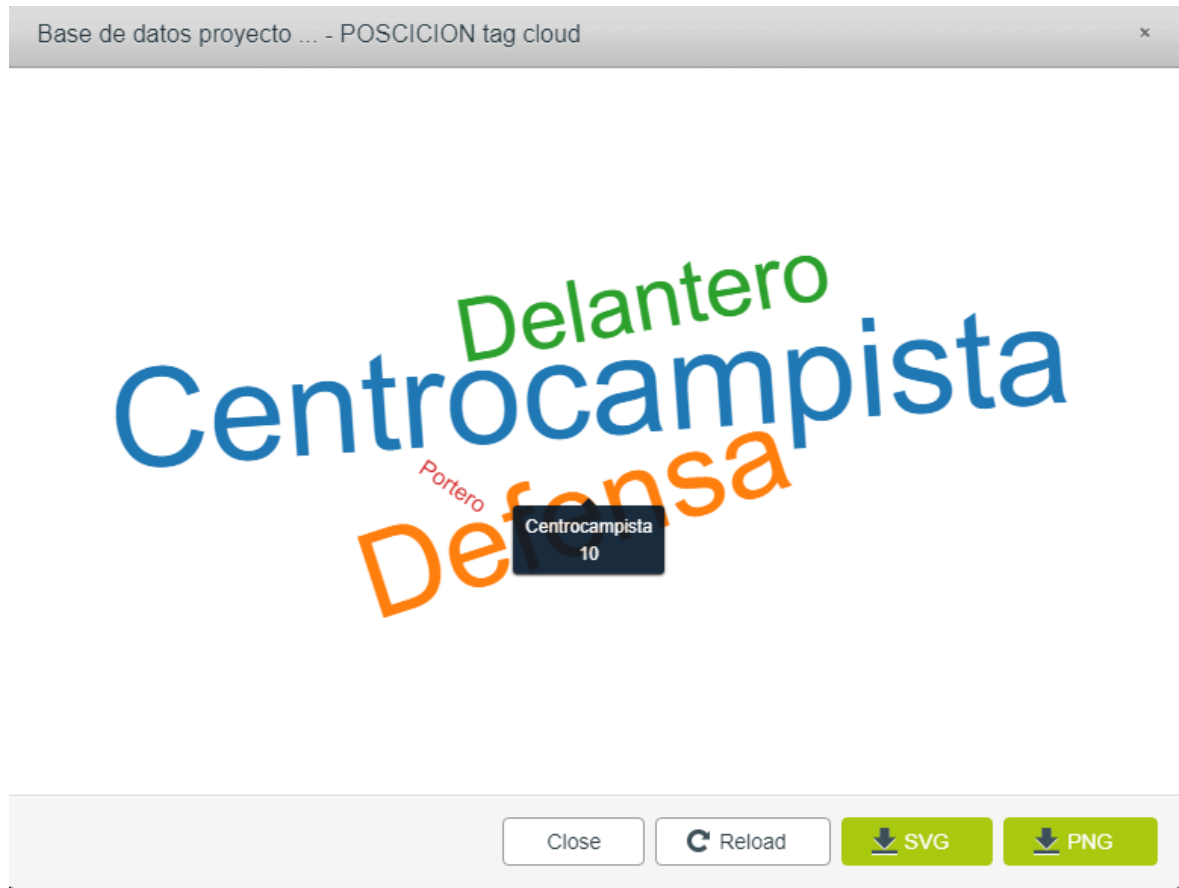 Base de datos proyecto ... - POSCICION tag cloud ×
Delantero
Centrocampista
Portero
Defensa
Centrocampista
10
Close Reload SVG PNG